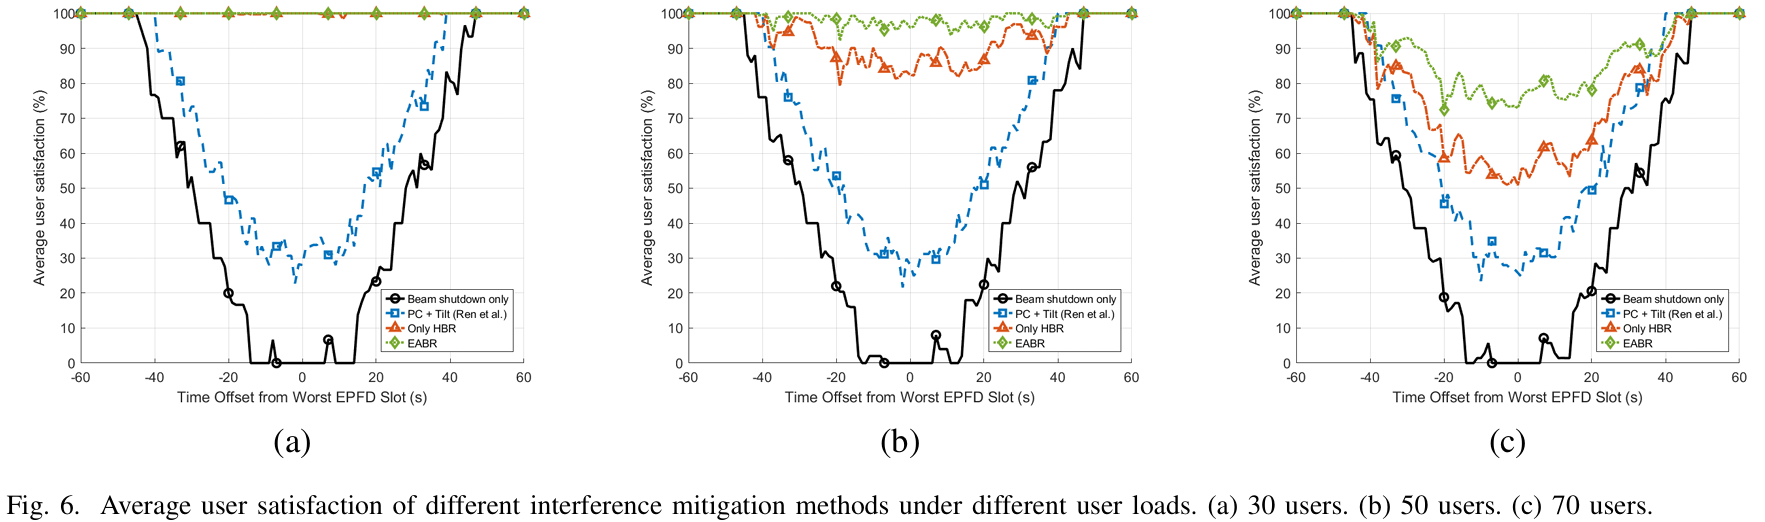 100
90
80
70
60
50
40
30
20
10
0
Average user satisfaction (%)
-60 -40 -20 0 20 40 60
Time Offset from Worst EPFD Slot (s)
Beam shutdown only
PC + Tilt (Ren et al.)
Only HBR
EABR
(a)
100
90
80
70
60
50
40
30
20
10
0
Average user satisfaction (%)
-60 -40 -20 0 20 40 60
Time Offset from Worst EPFD Slot (s)
Beam shutdown only
PC + Tilt (Ren et al.)
Only HBR
EABR
(b)
100
90
80
70
60
50
40
30
20
10
0
Average user satisfaction (%)
-60 -40 -20 0 20 40 60
Time Offset from Worst EPFD Slot (s)
Beam shutdown only
PC + Tilt (Ren et al.)
Only HBR
EABR
(c)
Fig. 6. Average user satisfaction of different interference mitigation methods under different user loads. (a) 30 users. (b) 50 users. (c) 70 users.